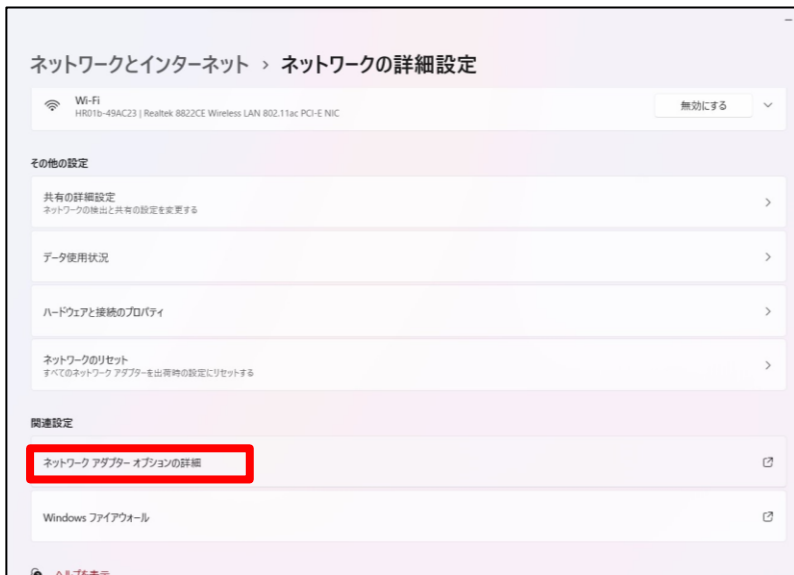 ネットワークとインターネット › ネットワークの詳細設定
Wi-Fi
HR01b-49AC23 | Realtek 8822CE Wireless LAN 802.11ac PCI-E NIC
無効にする
その他の設定
共有の詳細設定
ネットワークの検出と共有の設定を変更する
データ使用状況
ハードウェアと接続のプロパティ
ネットワークのリセット
すべてのネットワーク アダプターを出荷時の設定にリセットする
関連設定
ネットワーク アダプター オプションの詳細
Windows ファイアウォール
ヘルプを表示